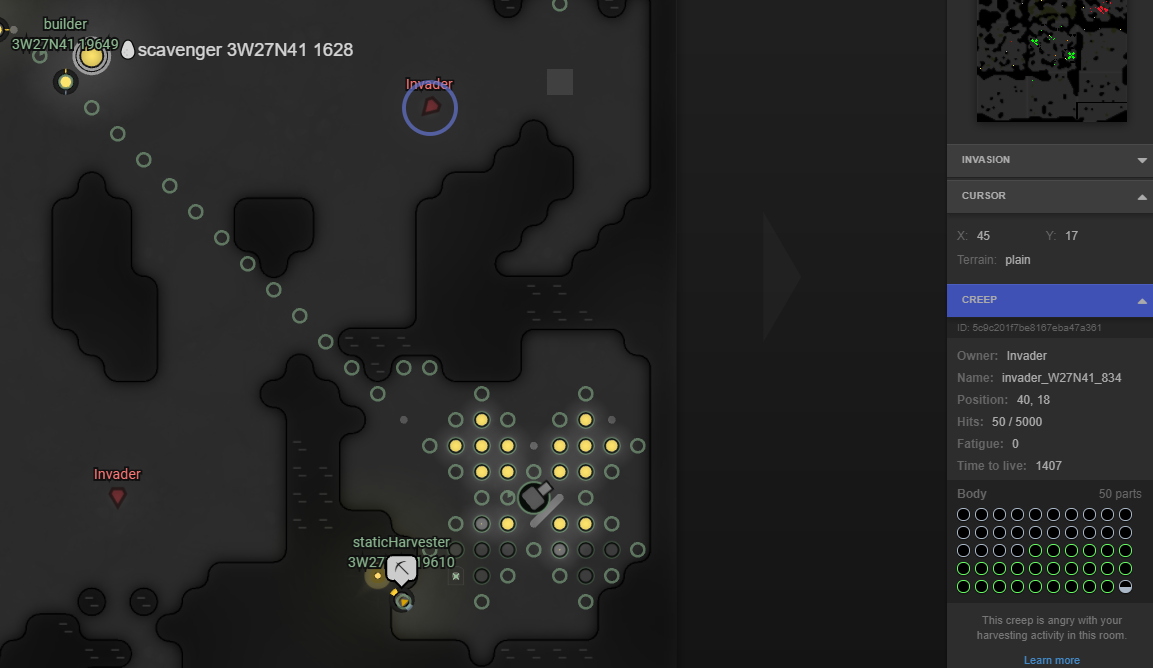 builder
3W27N41 19649
scavenger 3W27N41 1628
Invader
Invader
staticHarvester
3W27 19610
INVASION
CURSOR
X: 45 Y: 17
Terrain: plain
CREEP
ID: 5c9c201f7be8167eba47a361
Owner: Invader
Name: invader_W27N41_834
Position: 40, 18
Hits: 50 / 5000
Fatigue: 0
Time to live: 1407
Body 50 parts
This creep is angry with your
harvesting activity in this room.
Learn more